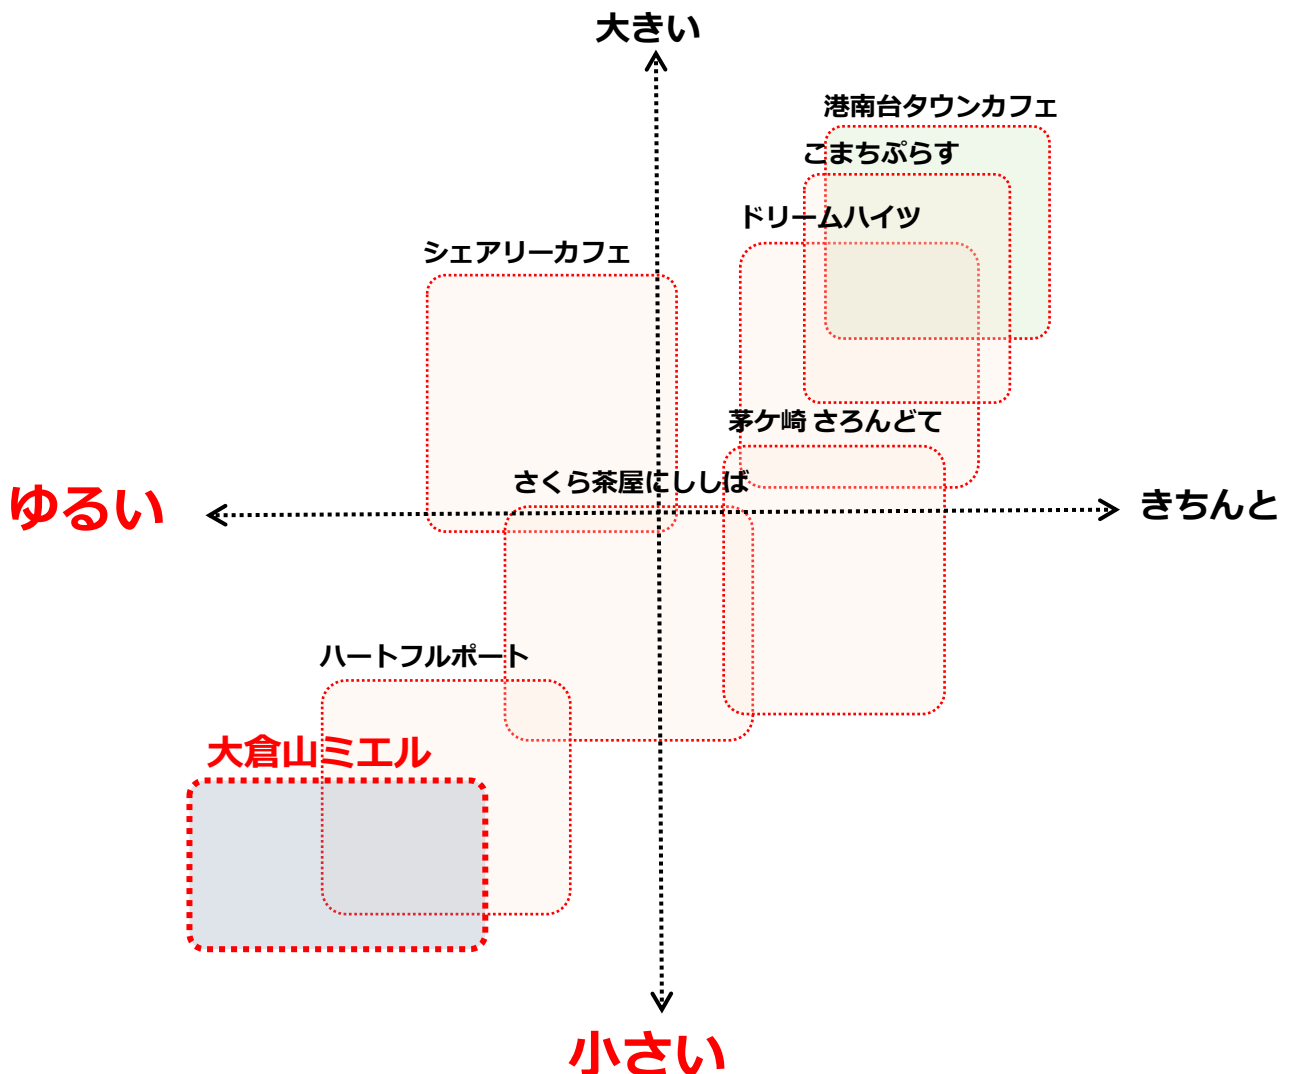 大きい
港南台タウンカフェ
こまちぷらす
ドリームハイツ
シェアリーカフェ
茅ケ崎 さろんどて
さくら茶屋にししば
ゆるい
きちんと
ハートフルポート
大倉山ミエル
小さい